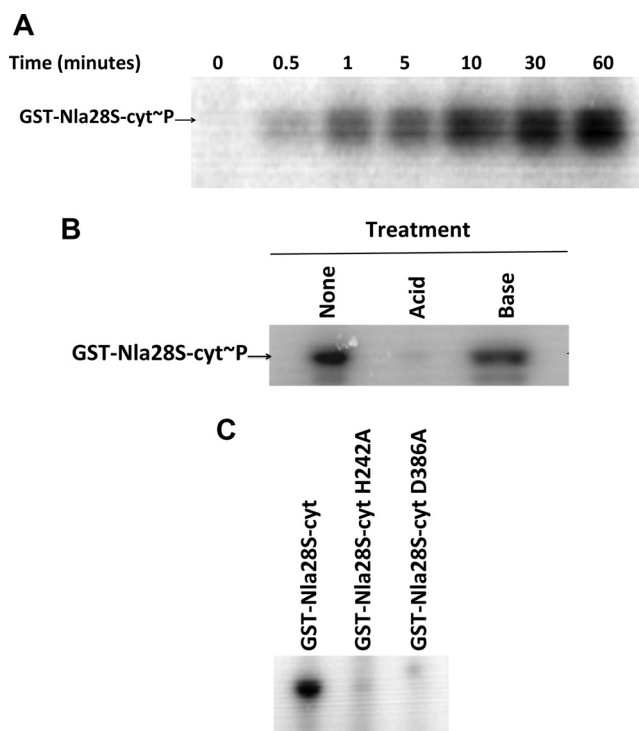 A
Time (minutes) 0 0.5 1 5 10 30 60
GST-Nla28S-cyt~P
B
Treatment
None Acid Base
GST-Nla28S-cyt~P
C
GST-Nla28S-cyt
GST-Nla28S-cyt H242A
GST-Nla28S-cyt D386A